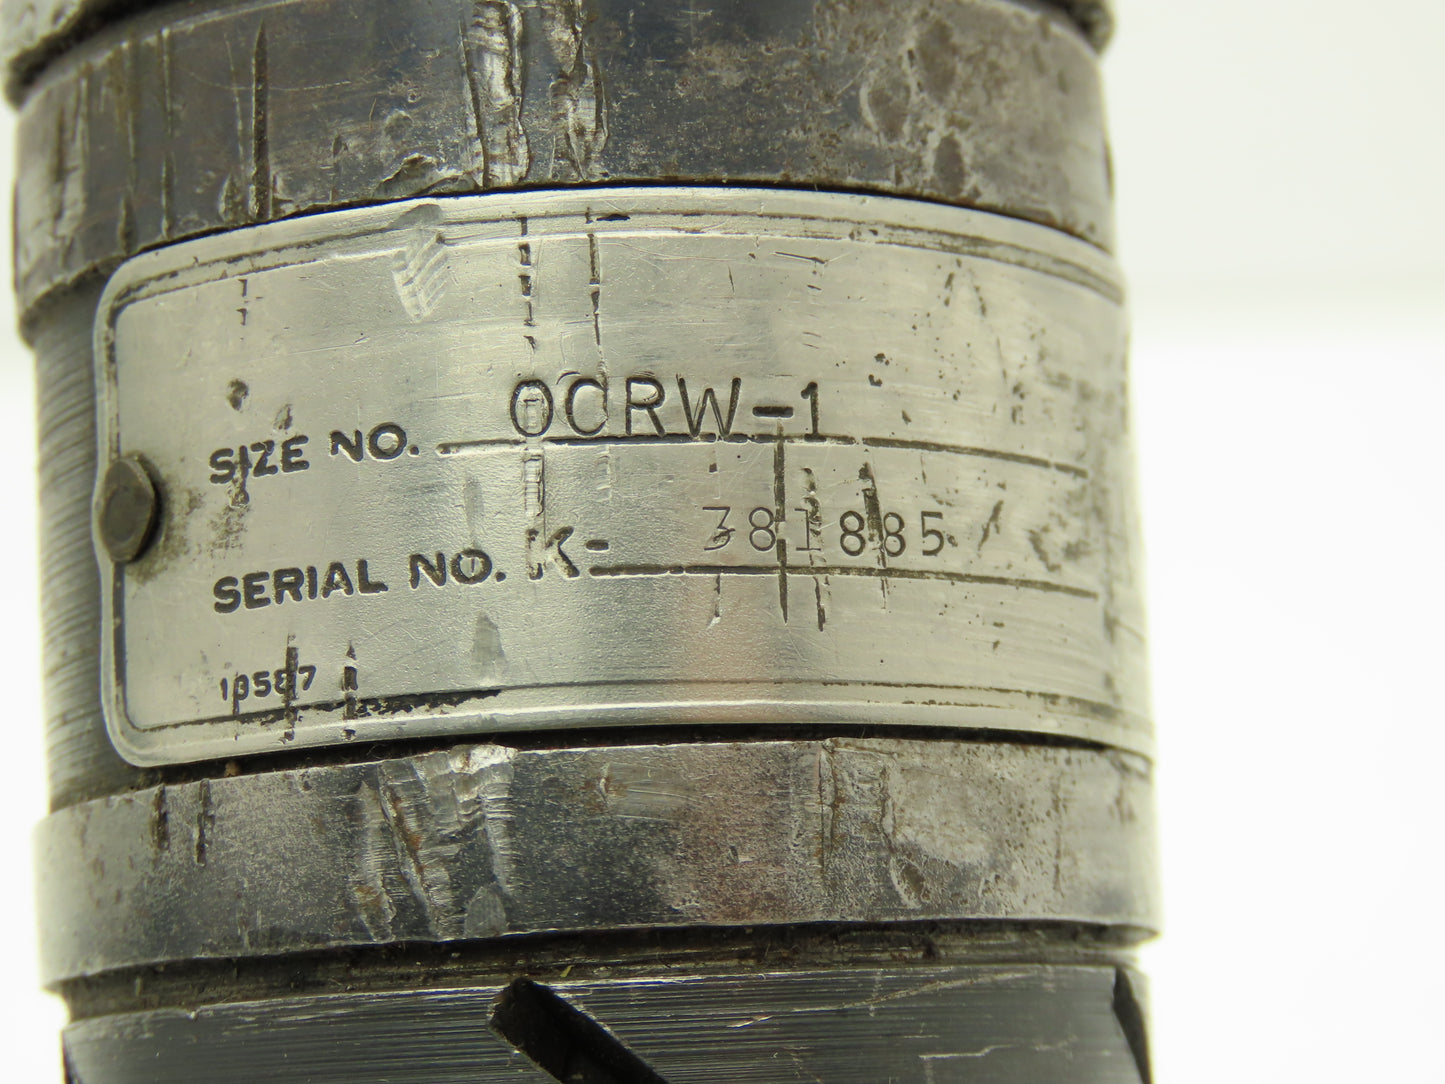 SIZE NO. OCRW-1
SERIAL NO. K- 381885
10587